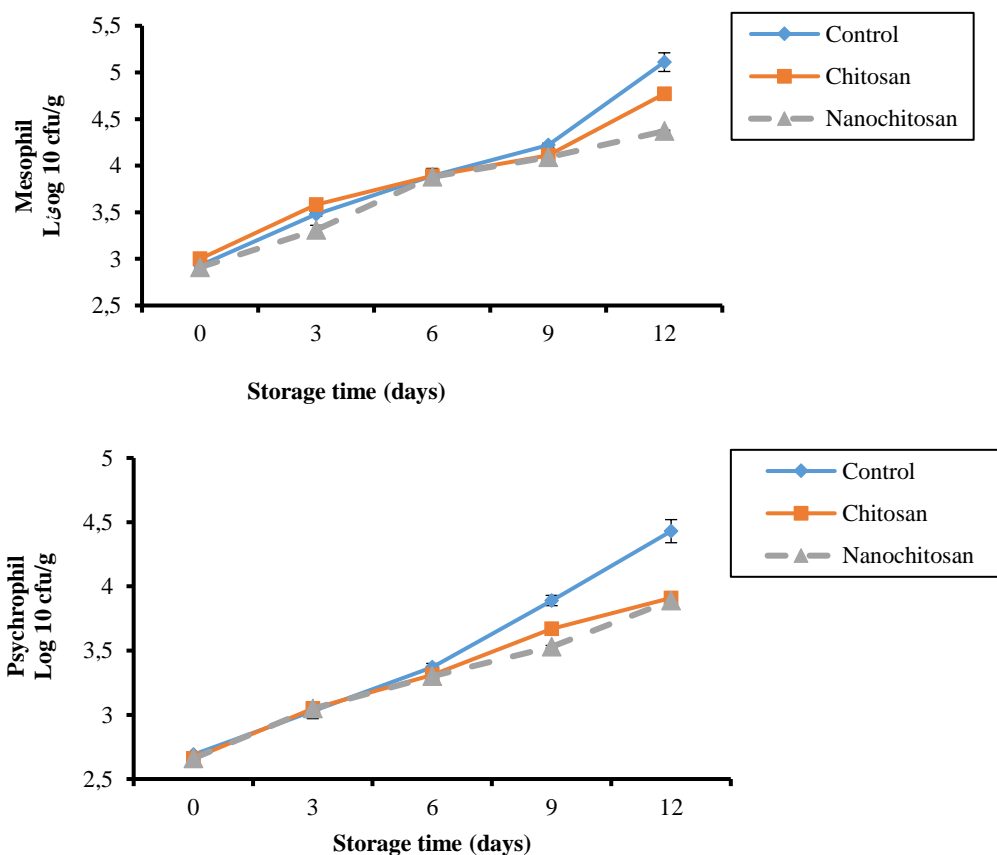 5,5
5
4,5
4
3,5
3
2,5
Mesophil
Lئog 10 cfu/g
0 3 6 9 12
Storage time (days)
Control
Chitosan
Nanochitosan
5
4,5
4
3,5
3
2,5
Psychrophil
Log 10 cfu/g
0 3 6 9 12
Storage time (days)
Control
Chitosan
Nanochitosan